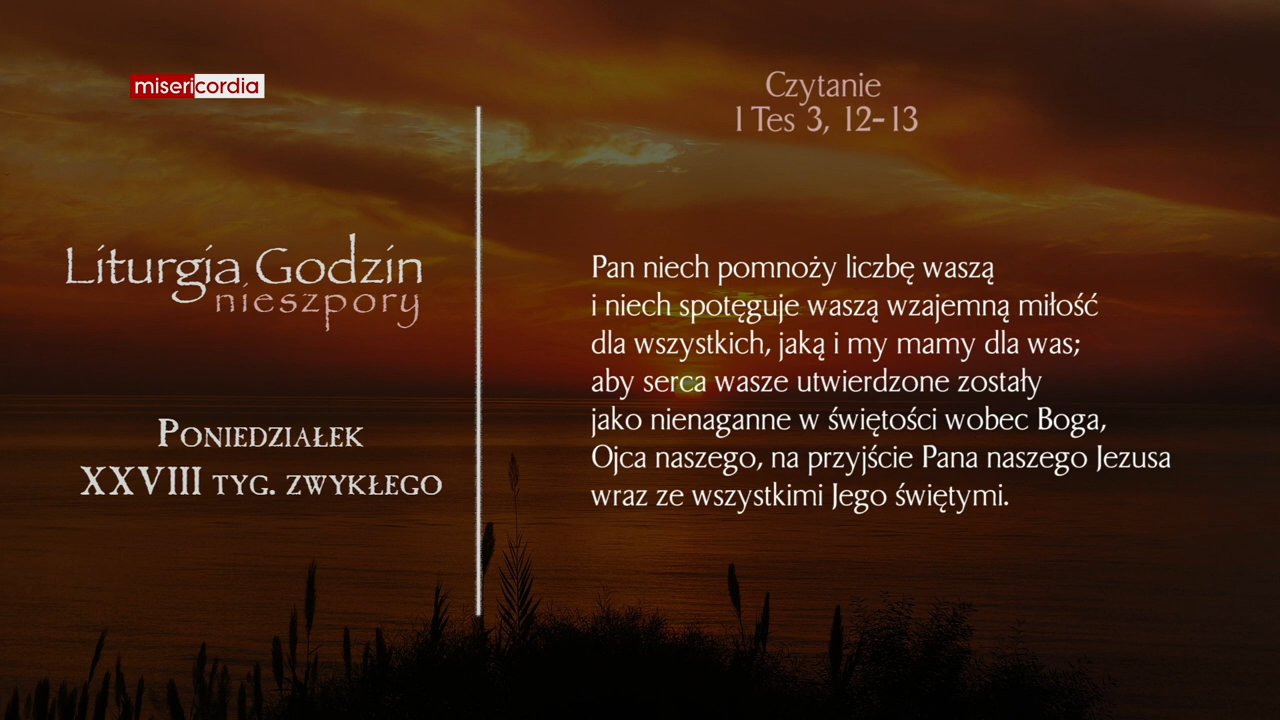 misericordia
Liturgia Godzin
nieszpory
Poniedziałek
XXVIII tyg. zwykłego
Czytanie
1 Tes 3, 12-13
Pan niech pomnoży liczbę waszą
i niech spotęguje waszą wzajemną miłość
dla wszystkich, jaką i my mamy dla was;
aby serca wasze utwierdzone zostały
jako nienaganne w świętości wobec Boga,
Ojca naszego, na przyjście Pana naszego Jezusa
wraz ze wszystkimi Jego świętymi.